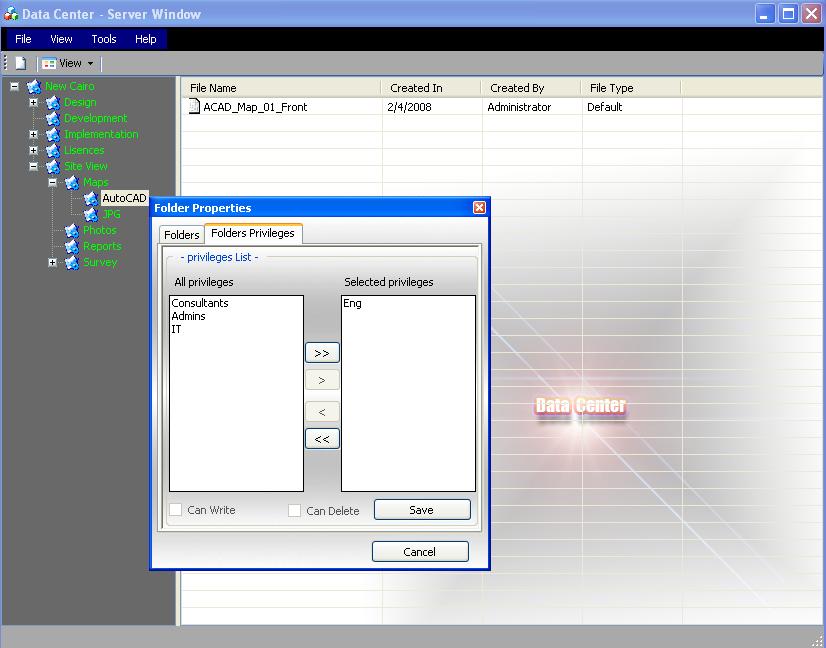 Data Center - Server Window
File View Tools Help
View
New Cairo
Design
Development
Implementation
Lisences
Site View
Maps
AutoCAD
JPG
Photos
Reports
Survey
File Name Created In Created By File Type
ACAD_Map_01_Front 2/4/2008 Administrator Default
Folder Properties
Folders Folders Privileges
- privileges List -
All privileges Selected privileges
Consultants
Admins
IT
Eng
>>
>
<
<<
Can Write Can Delete Save
Cancel
Data Center